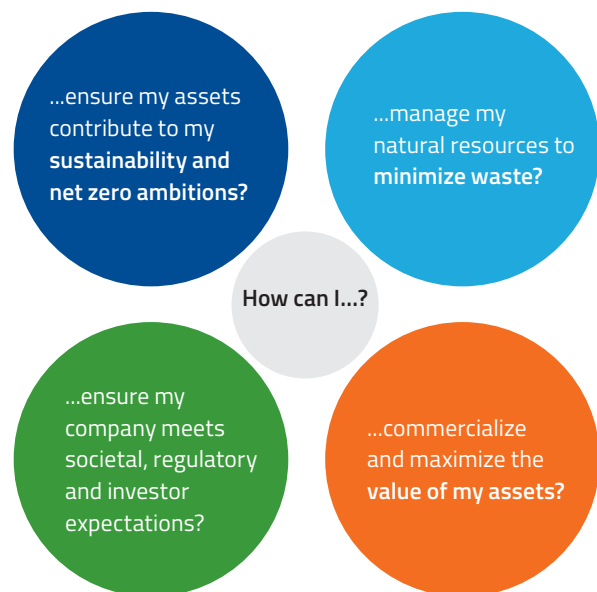 ...ensure my assets
contribute to my
sustainability and
net zero ambitions?
...manage my
natural resources to
minimize waste?
How can I...?
...ensure my
company meets
societal, regulatory
and investor
expectations?
...commercialize
and maximize the
value of my assets?